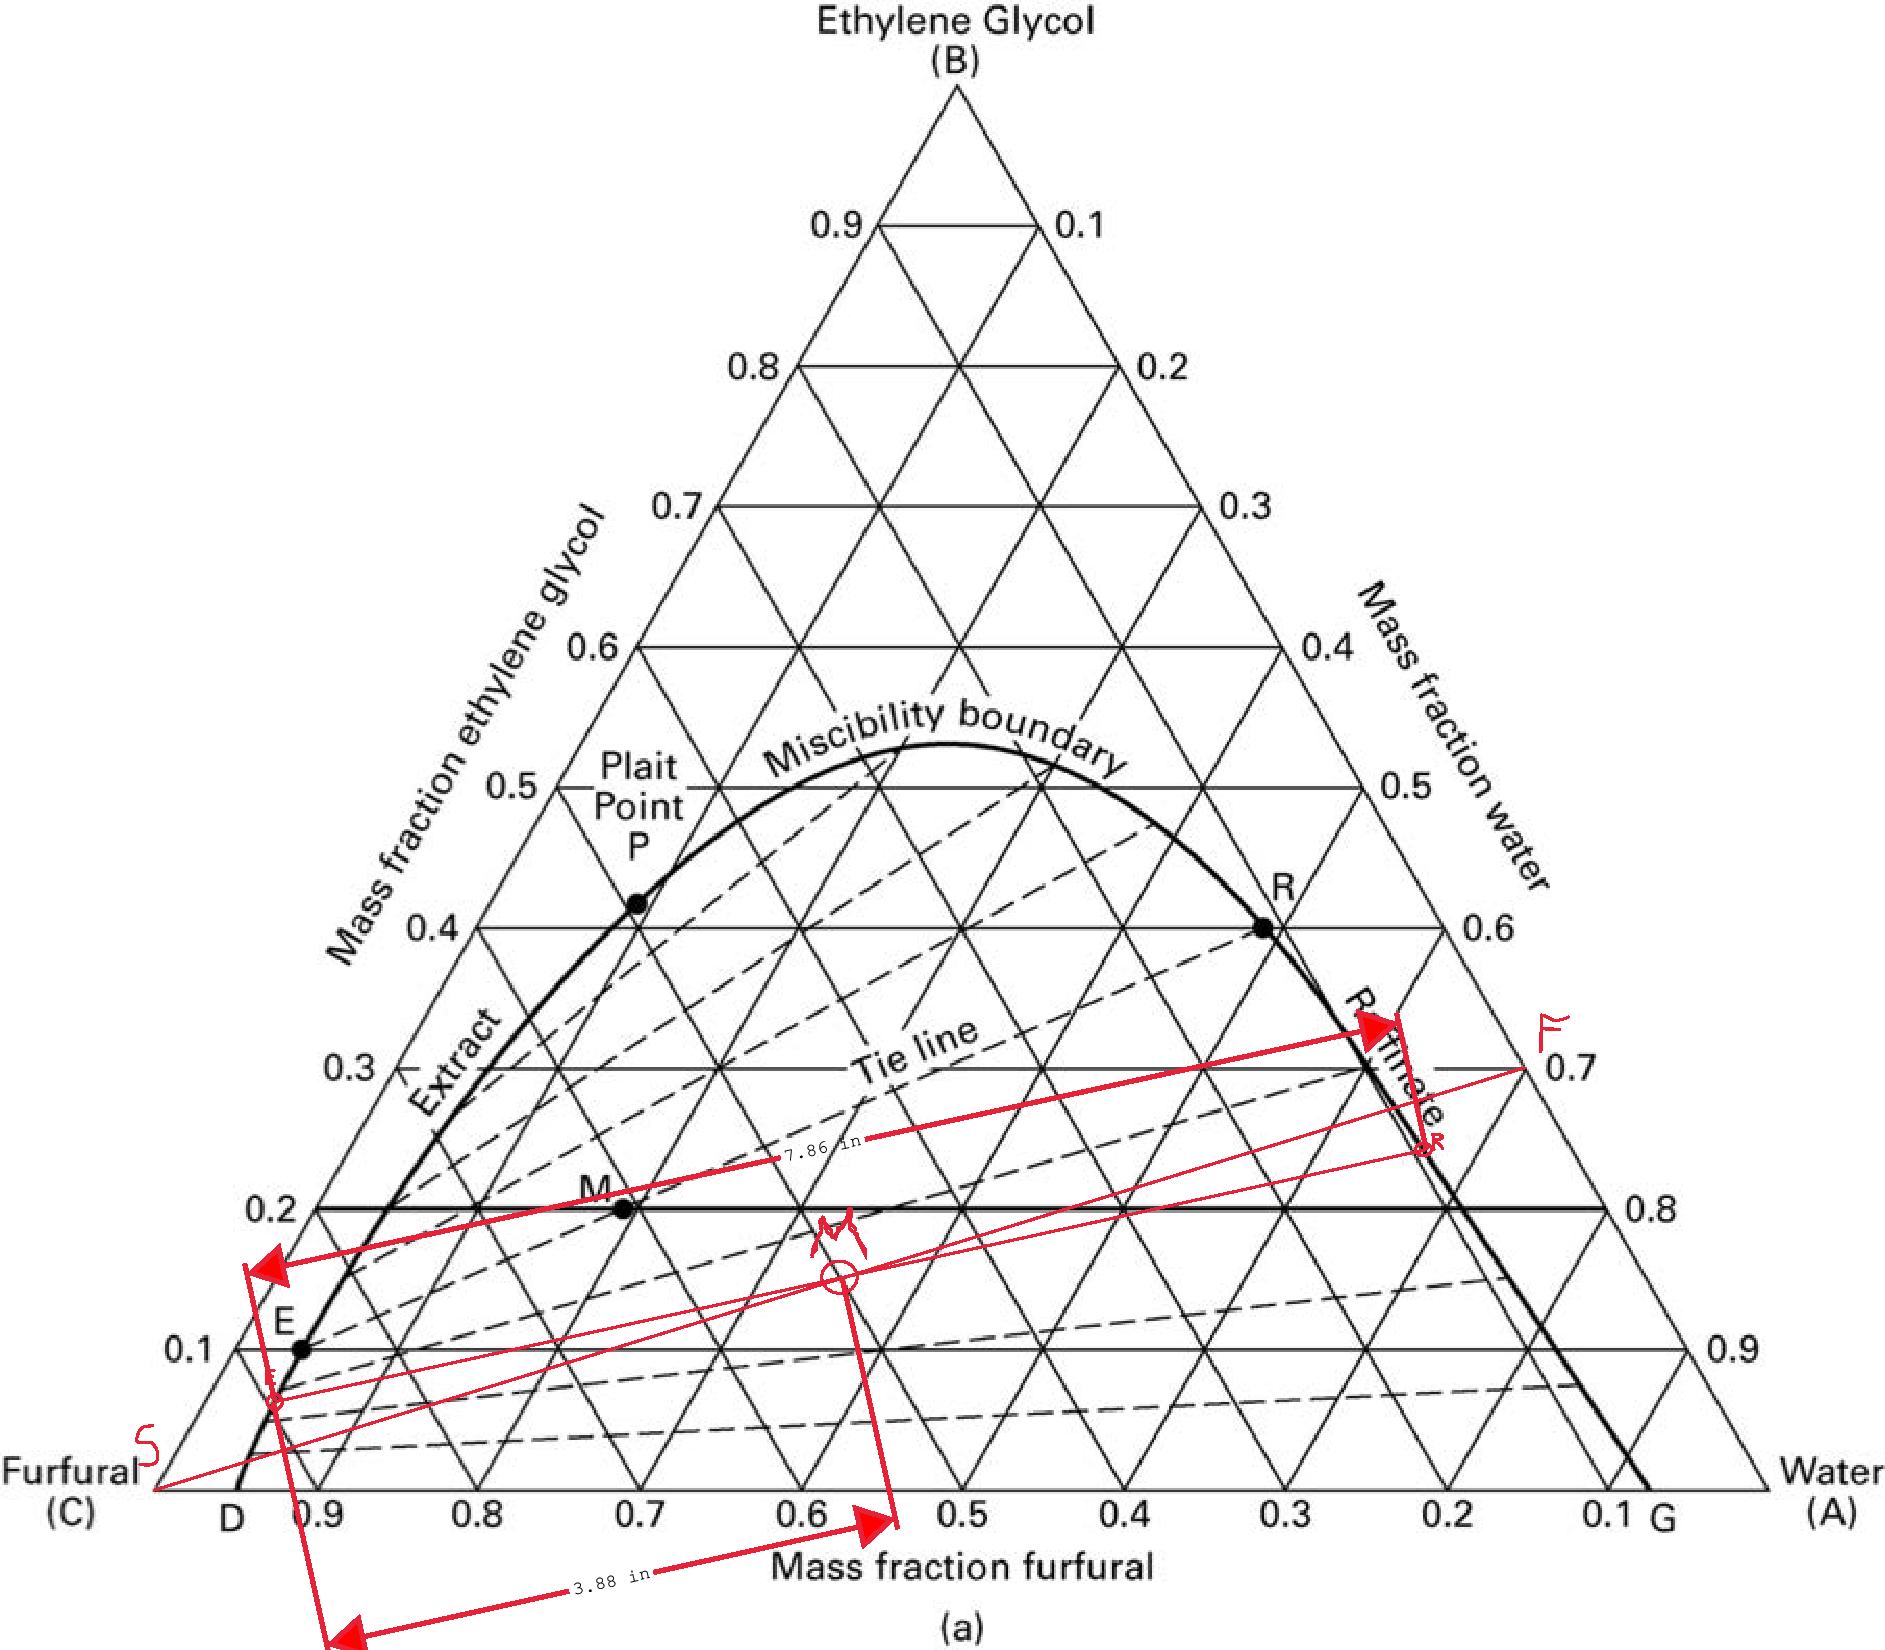 Ethylene Glycol
(B)
0.9
0.1
0.8
0.2
0.7
0.3
Mass fraction ethylene glycol
Mass fraction water
0.6
0.4
Miscibility boundary
0.5
Plait
Point
P
0.5
R
0.4
0.6
Extract
Raffinate
F
0.3
Tie line
0.7
7.86 in
R
M
0.2
0.8
M
E
0.1
0.9
E
S
Furfural
(C)
Water
(A)
D
0.9
0.8
0.7
0.6
0.5
0.4
0.3
0.2
0.1
G
Mass fraction furfural
3.88 in
(a)